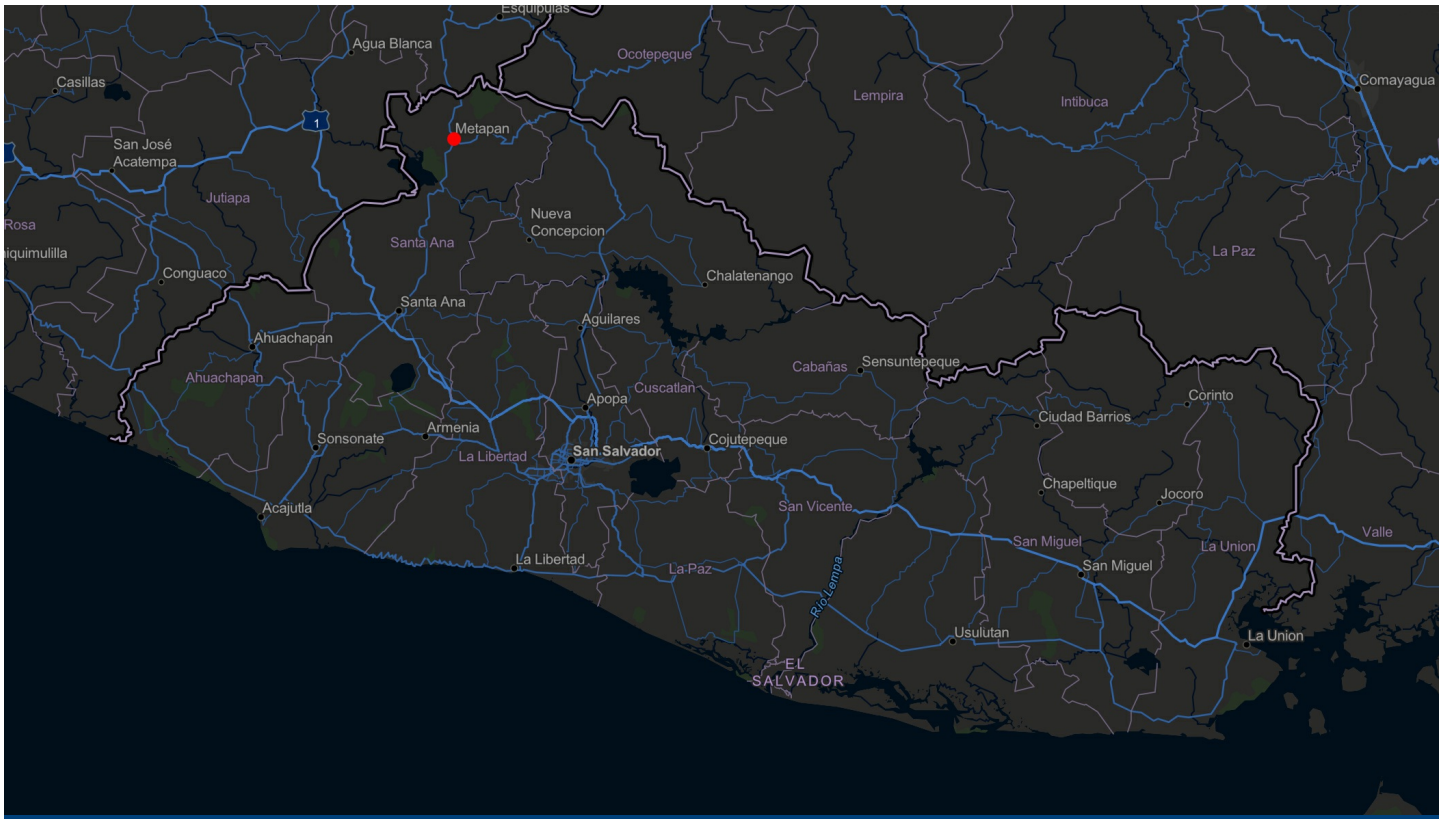 Esquipulas
Agua Blanca
Ocotepeque
Comayagua
Casillas
Lempira
Intibuca
1
Metapan
San José
Acatempa
Jutiapa
Rosa
Nueva
Concepcion
Santa Ana
La Paz
iquimulilla
Conguaco
Chalatenango
Santa Ana
Aguilares
Ahuachapan
Sensuntepeque
Cabañas
Ahuachapan
Cuscatlan
Corinto
Apopa
Ciudad Barrios
Armenia
Sonsonate
Cojutepeque
San Salvador
La Libertad
Chapeltique
Jocoro
Acajutla
San Vicente
Valle
San Miguel
La Union
La Libertad
La Paz
San Miguel
Río Lempa
Usulutan
La Union
EL
SALVADOR